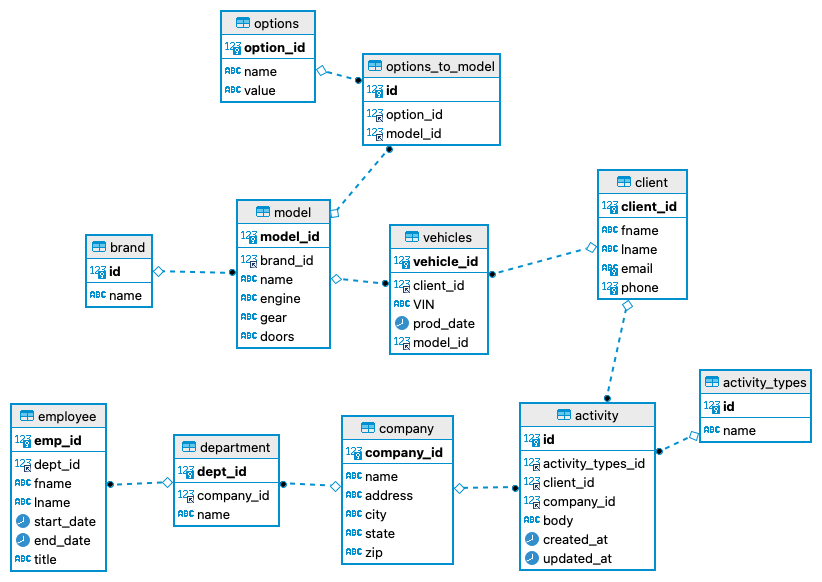 options
option_id
name
value
options_to_model
id
option_id
model_id
client
client_id
fname
lname
email
phone
model
model_id
brand_id
name
engine
gear
doors
vehicles
vehicle_id
client_id
VIN
prod_date
model_id
brand
id
name
activity_types
id
name
employee
emp_id
dept_id
fname
lname
start_date
end_date
title
department
dept_id
company_id
name
company
company_id
name
address
city
state
zip
activity
id
activity_types_id
client_id
company_id
body
created_at
updated_at